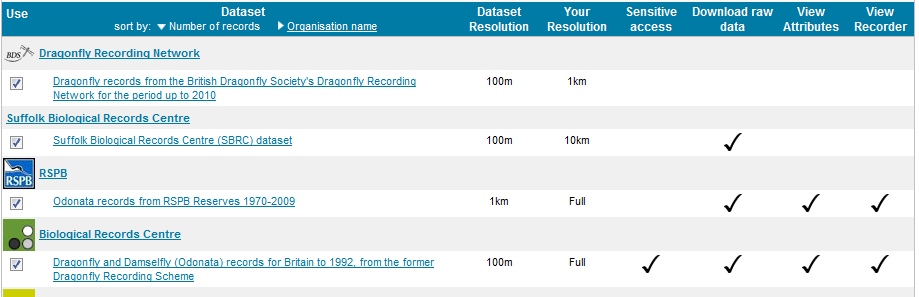 Use Dataset Dataset Your Sensitive Download raw View View
sort by: Number of records Organisation name Resolution Resolution access data Attributes Recorder
BDS Dragonfly Recording Network
Dragonfly records from the British Dragonfly Society's Dragonfly Recording 100m 1km
Network for the period up to 2010
Suffolk Biological Records Centre
Suffolk Biological Records Centre (SBRC) dataset 100m 10km
RSPB RSPB
Odonata records from RSPB Reserves 1970-2009 1km Full
Biological Records Centre
Dragonfly and Damselfly (Odonata) records for Britain to 1992, from the former 100m Full
Dragonfly Recording Scheme